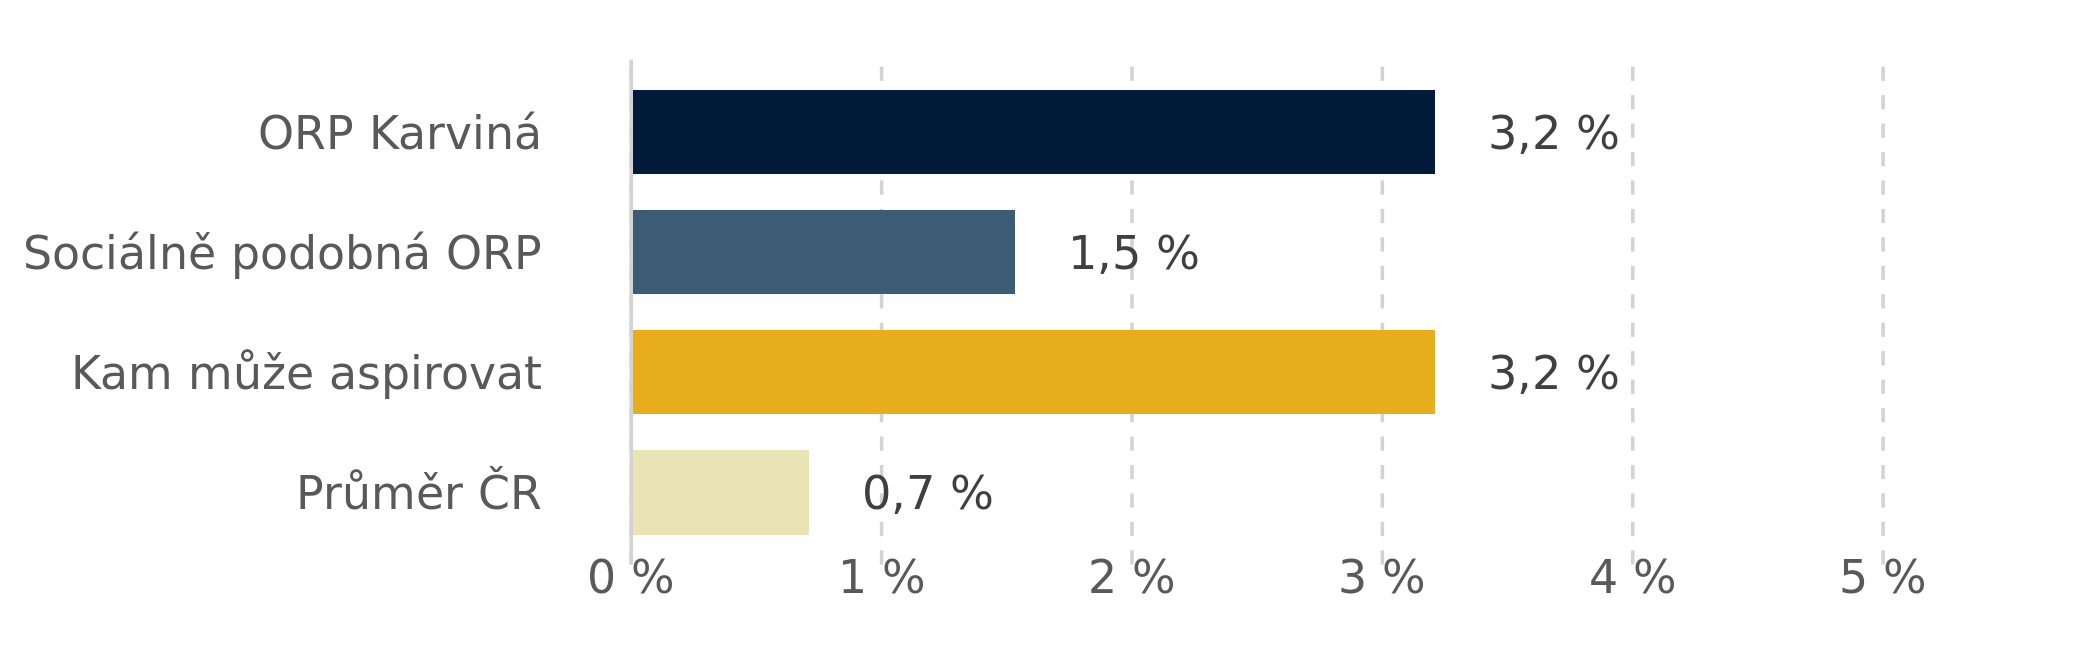 ORP Karviná 3,2 %
Sociálně podobná ORP 1,5 %
Kam může aspirovat 3,2 %
Průměr ČR 0,7 %
0 % 1 % 2 % 3 % 4 % 5 %